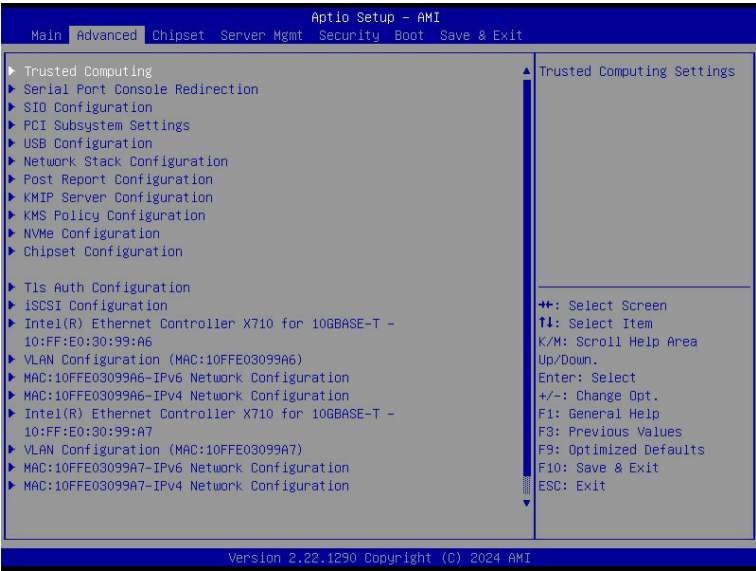 Aptio Setup – AMI
Main Advanced Chipset Server Mgmt Security Boot Save & Exit
Trusted Computing
Serial Port Console Redirection
SIO Configuration
PCI Subsystem Settings
USB Configuration
Network Stack Configuration
Post Report Configuration
KMIP Server Configuration
KMS Policy Configuration
NVMe Configuration
Chipset Configuration
Tls Auth Configuration
iSCSI Configuration
Intel(R) Ethernet Controller X710 for 10GBASE-T –
10:FF:E0:30:99:A6
VLAN Configuration (MAC:10FFE03099A6)
MAC:10FFE03099A6-IPv6 Network Configuration
MAC:10FFE03099A6-IPv4 Network Configuration
Intel(R) Ethernet Controller X710 for 10GBASE-T –
10:FF:E0:30:99:A7
VLAN Configuration (MAC:10FFE03099A7)
MAC:10FFE03099A7-IPv6 Network Configuration
MAC:10FFE03099A7-IPv4 Network Configuration
Trusted Computing Settings
→←: Select Screen
↑↓: Select Item
K/M: Scroll Help Area
Up/Down.
Enter: Select
+/-: Change Opt.
F1: General Help
F3: Previous Values
F9: Optimized Defaults
F10: Save & Exit
ESC: Exit
Version 2.22.1290 Copyright (C) 2024 AMI